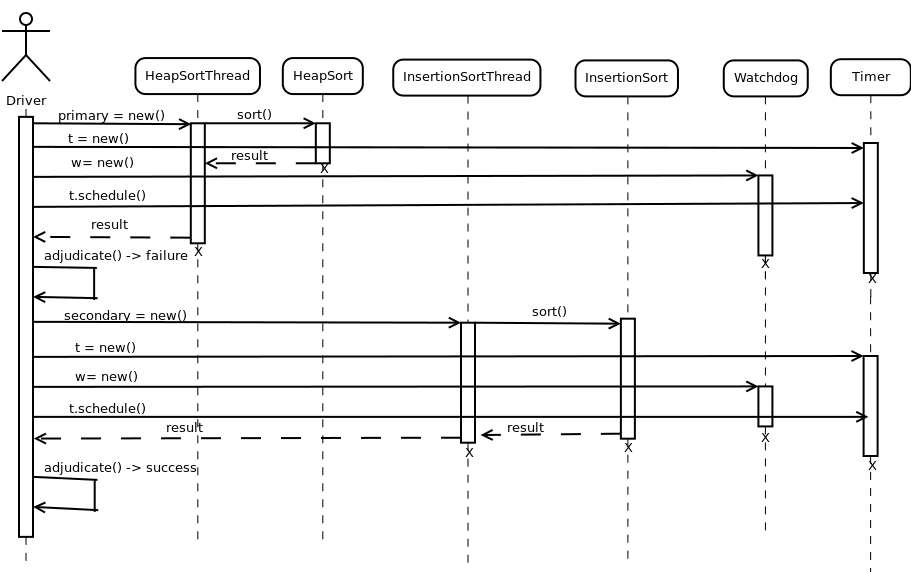 Driver
HeapSortThread
HeapSort
InsertionSortThread
InsertionSort
Watchdog
Timer
primary = new()
sort()
t = new()
result
w= new()
X
t.schedule()
result
X
adjudicate() -> failure
X
X
secondary = new()
sort()
t = new()
w= new()
t.schedule()
result
result
X
X
X
X
adjudicate() -> success